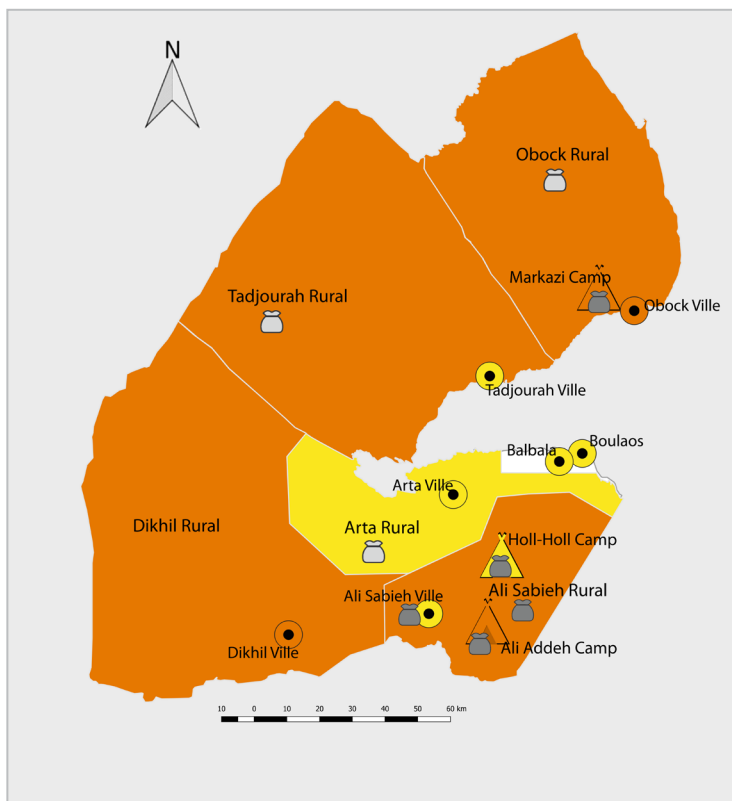 N
Obock Rural
Markazi Camp
Tadjourah Rural
Obock Ville
Tadjourah Ville
Boulaos
Balbala
Arta Ville
Dikhil Rural
Arta Rural
Holl-Holl Camp
Ali Sabieh Rural
Ali Sabieh Ville
Ali Addeh Camp
Dikhil Ville
10 0 10 20 30 40 50 60 km